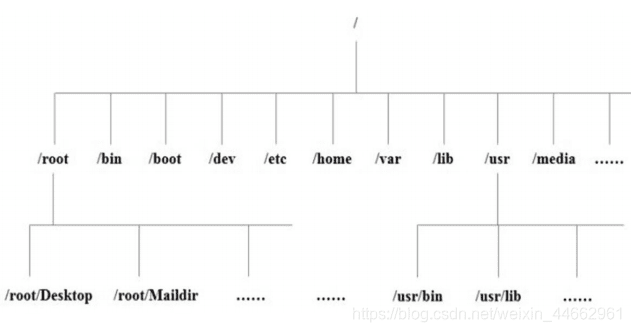 /
/root /bin /boot /dev /etc /home /var /lib /usr /media ......
/root/Desktop /root/Maildir ...... ...... /usr/bin /usr/lib ......
https://blog.csdn.net/weixin_44662961